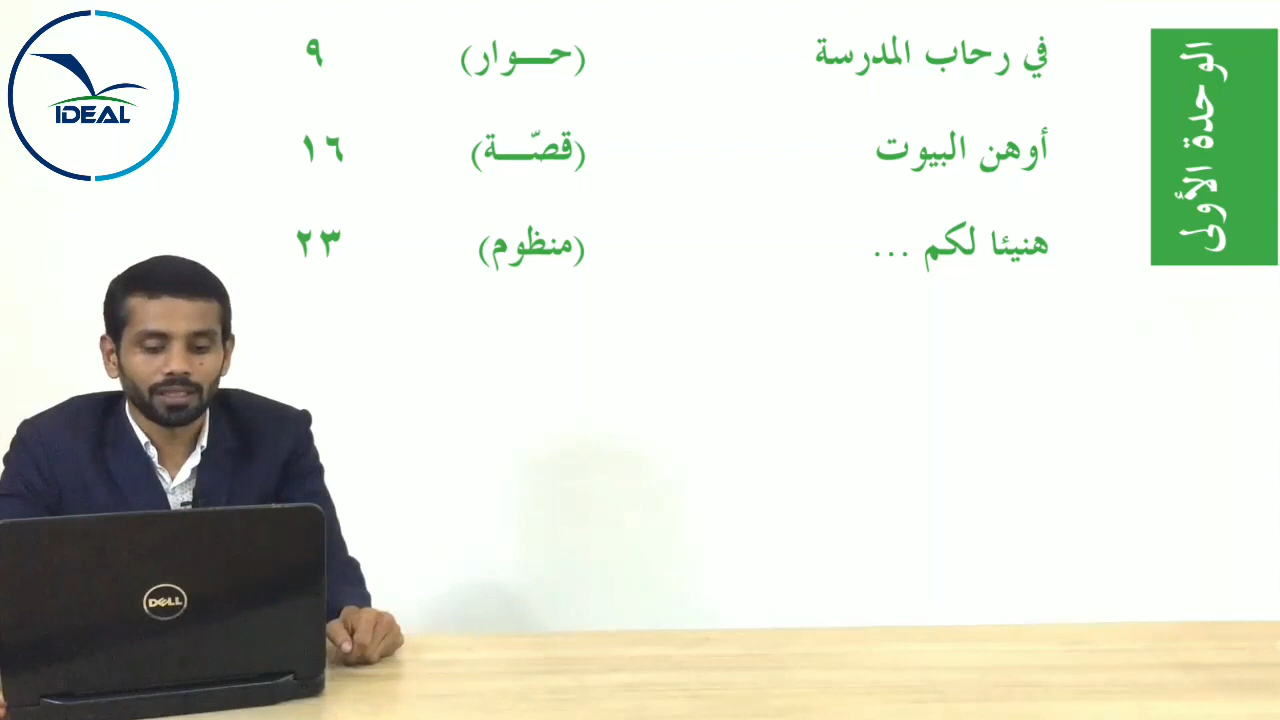 الوحدة الأولى
في رحاب المدرسة (حـــوار) ٩
أوهن البيوت (قصّـــة) ١٦
هنيئا لكم ... (منظوم) ٢٣
IDEAL
DELL